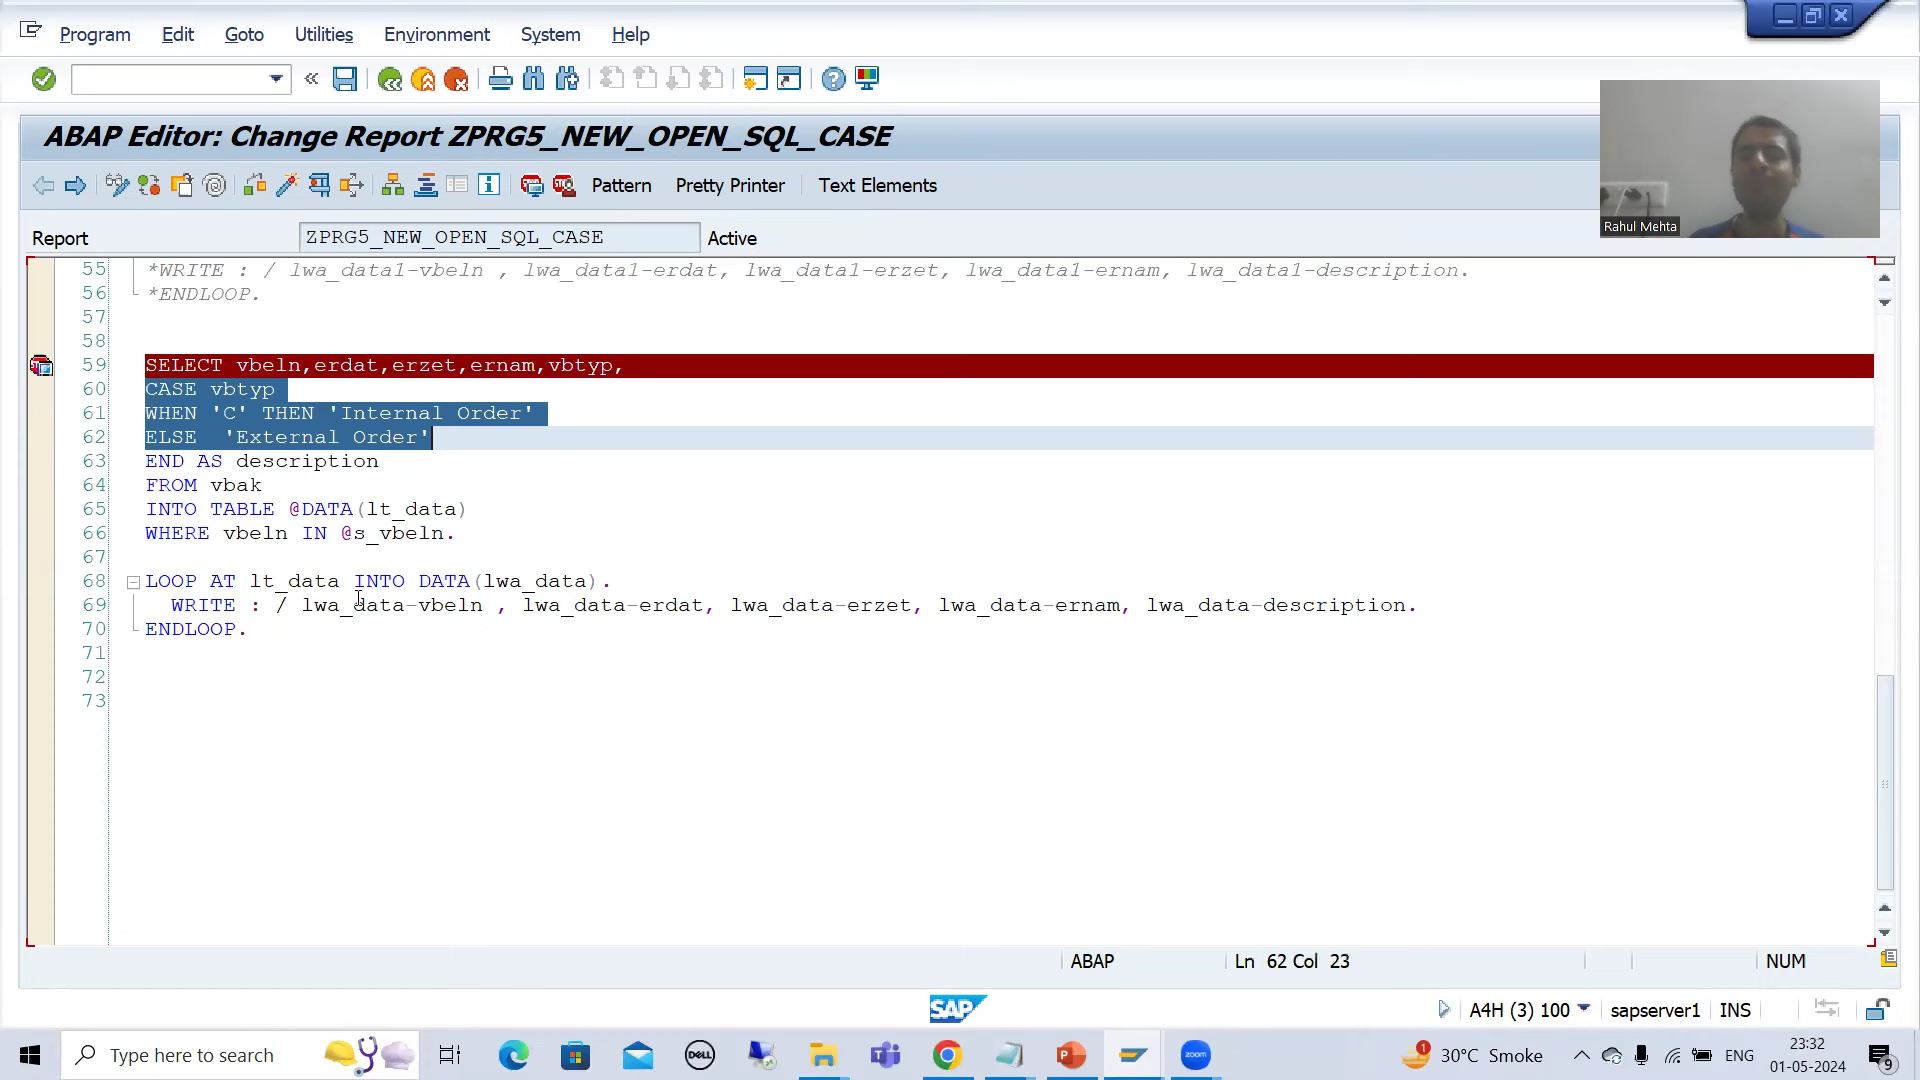 Program Edit Goto Utilities Environment System Help
ABAP Editor: Change Report ZPRG5_NEW_OPEN_SQL_CASE
Pattern Pretty Printer Text Elements
Rahul Mehta
Report ZPRG5_NEW_OPEN_SQL_CASE Active
55 *WRITE : / lwa_data1-vbeln , lwa_data1-erdat, lwa_data1-erzet, lwa_data1-ernam, lwa_data1-description.
56 *ENDLOOP.
57
58
59 SELECT vbeln,erdat,erzet,ernam,vbtyp,
60 CASE vbtyp
61 WHEN 'C' THEN 'Internal Order'
62 ELSE  'External Order'
63 END AS description
64 FROM vbak
65 INTO TABLE @DATA(lt_data)
66 WHERE vbeln IN @s_vbeln.
67
68 LOOP AT lt_data INTO DATA(lwa_data).
69   WRITE : / lwa_data-vbeln , lwa_data-erdat, lwa_data-erzet, lwa_data-ernam, lwa_data-description.
70 ENDLOOP.
71
72
73
ABAP Ln 62 Col 23 NUM
SAP A4H (3) 100 sapserver1 INS
Type here to search DELL zoom 1 30°C Smoke ENG 23:32 9
01-05-2024